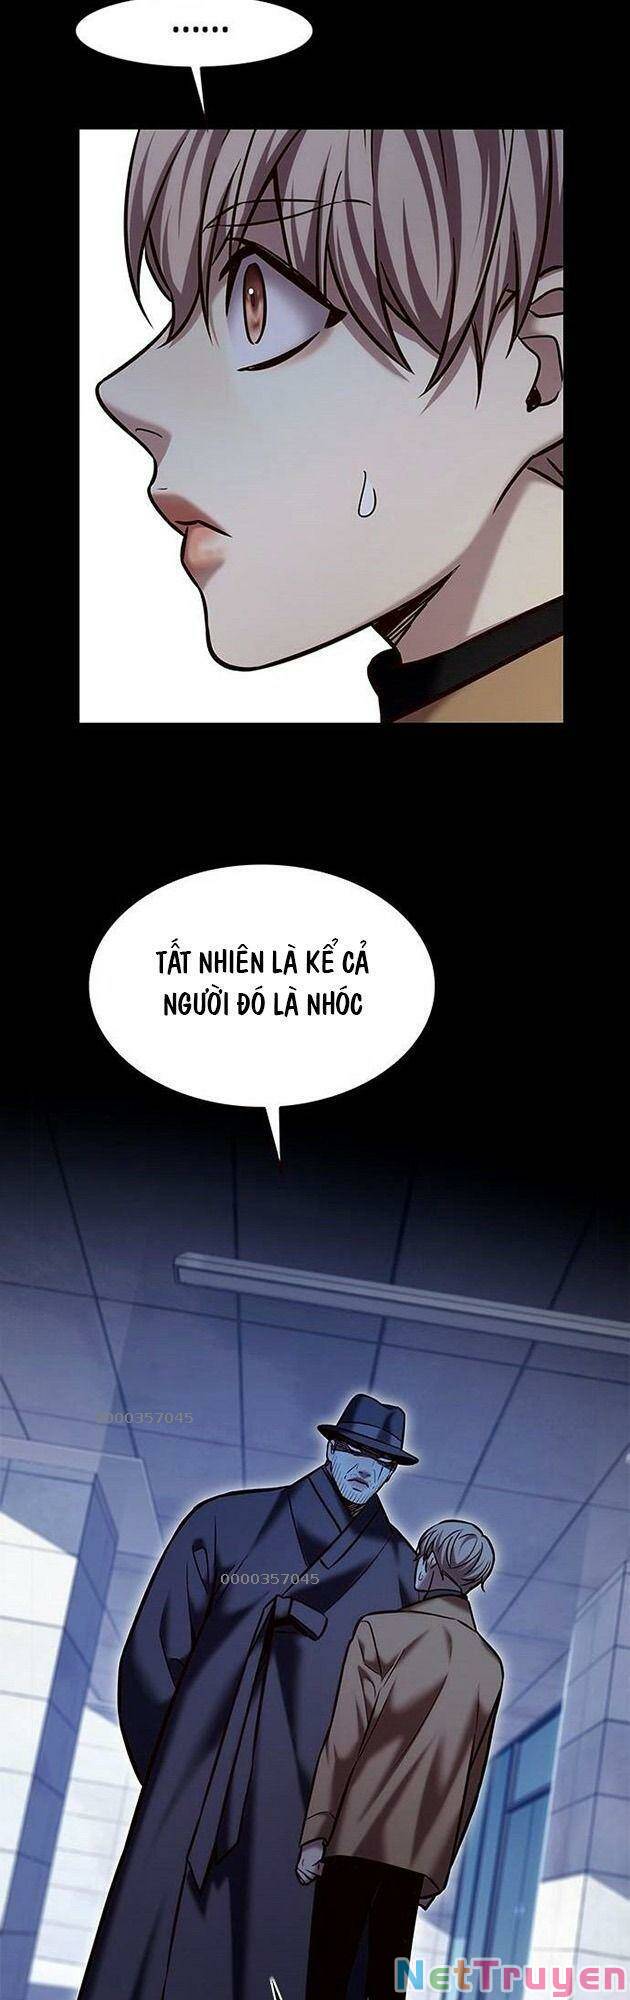 ......
TẤT NHIÊN LÀ KỂ CẢ
NGƯỜI ĐÓ LÀ NHÓC
0000357045
0000357045
NetTruyen